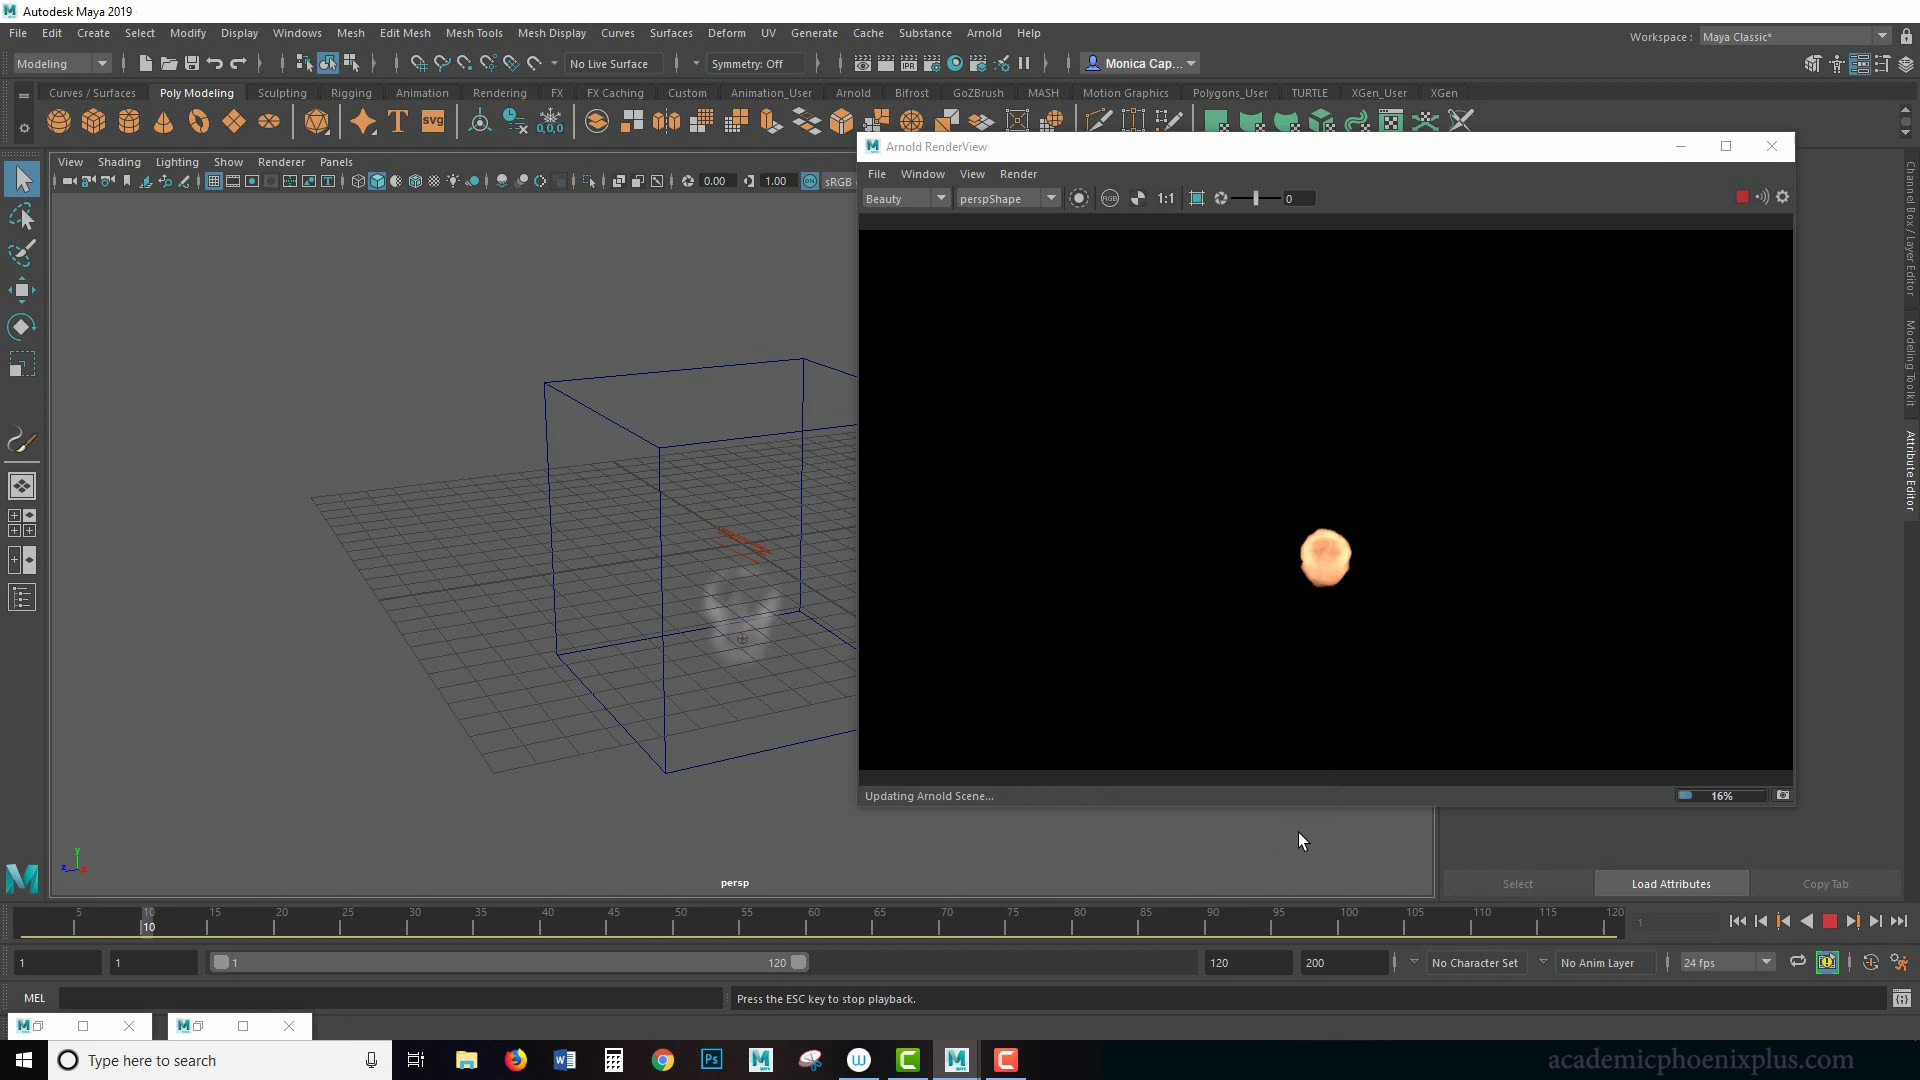 Autodesk Maya 2019
File Edit Create Select Modify Display Windows Mesh Edit Mesh Mesh Tools Mesh Display Curves Surfaces Deform UV Generate Cache Substance Arnold Help
Workspace : Maya Classic*
Modeling No Live Surface Symmetry: Off IPR Monica Cap...
Curves / Surfaces Poly Modeling Sculpting Rigging Animation Rendering FX FX Caching Custom Animation_User Arnold Bifrost GoZBrush MASH Motion Graphics Polygons_User TURTLE XGen_User XGen
T svg 0,0,0
View Shading Lighting Show Renderer Panels
0.00 1.00 ON sRGB
Arnold RenderView
File Window View Render
Beauty perspShape RGB 1:1 0
Updating Arnold Scene... 16%
Channel Box / Layer Editor
Modeling Toolkit
Attribute Editor
y
z x
persp
Select Load Attributes Copy Tab
5 10 15 20 25 30 35 40 45 50 55 60 65 70 75 80 85 90 95 100 105 110 115 120
10 1
1 1 1 120 120 200 No Character Set No Anim Layer 24 fps
MEL Press the ESC key to stop playback.
Type here to search
academicphoenixplus.com